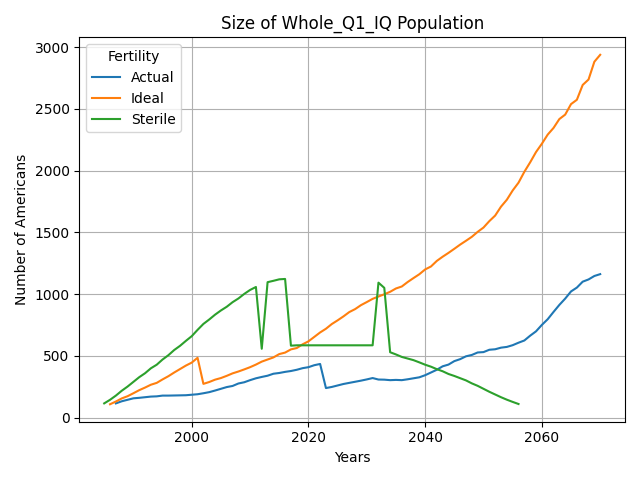 Size of Whole_Q1_IQ Population
Number of Americans
3000
2500
2000
1500
1000
500
0
Fertility
Actual
Ideal
Sterile
2000
2020
2040
2060
Years